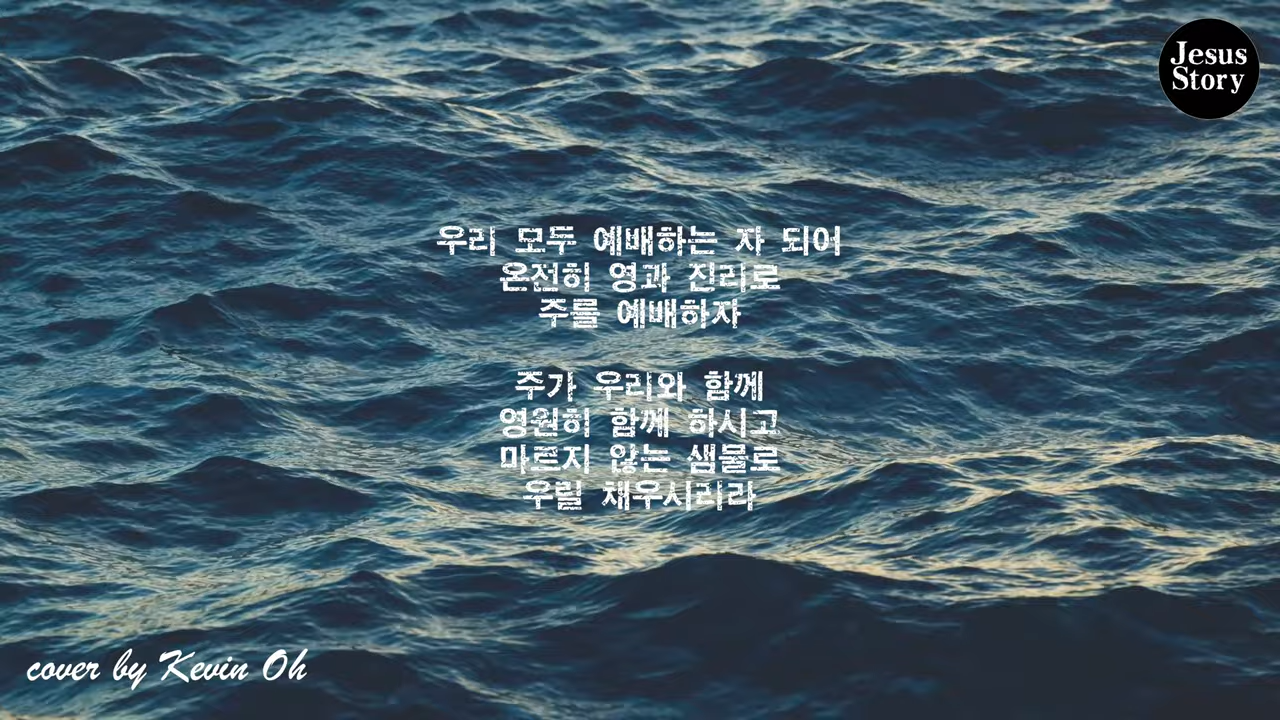 Jesus
Story
우리 모두 예배하는 자 되어
온전히 영과 진리로
주를 예배하자
주가 우리와 함께
영원히 함께 하시고
마르지 않는 샘물로
우릴 채우시리라
cover by Kevin Oh